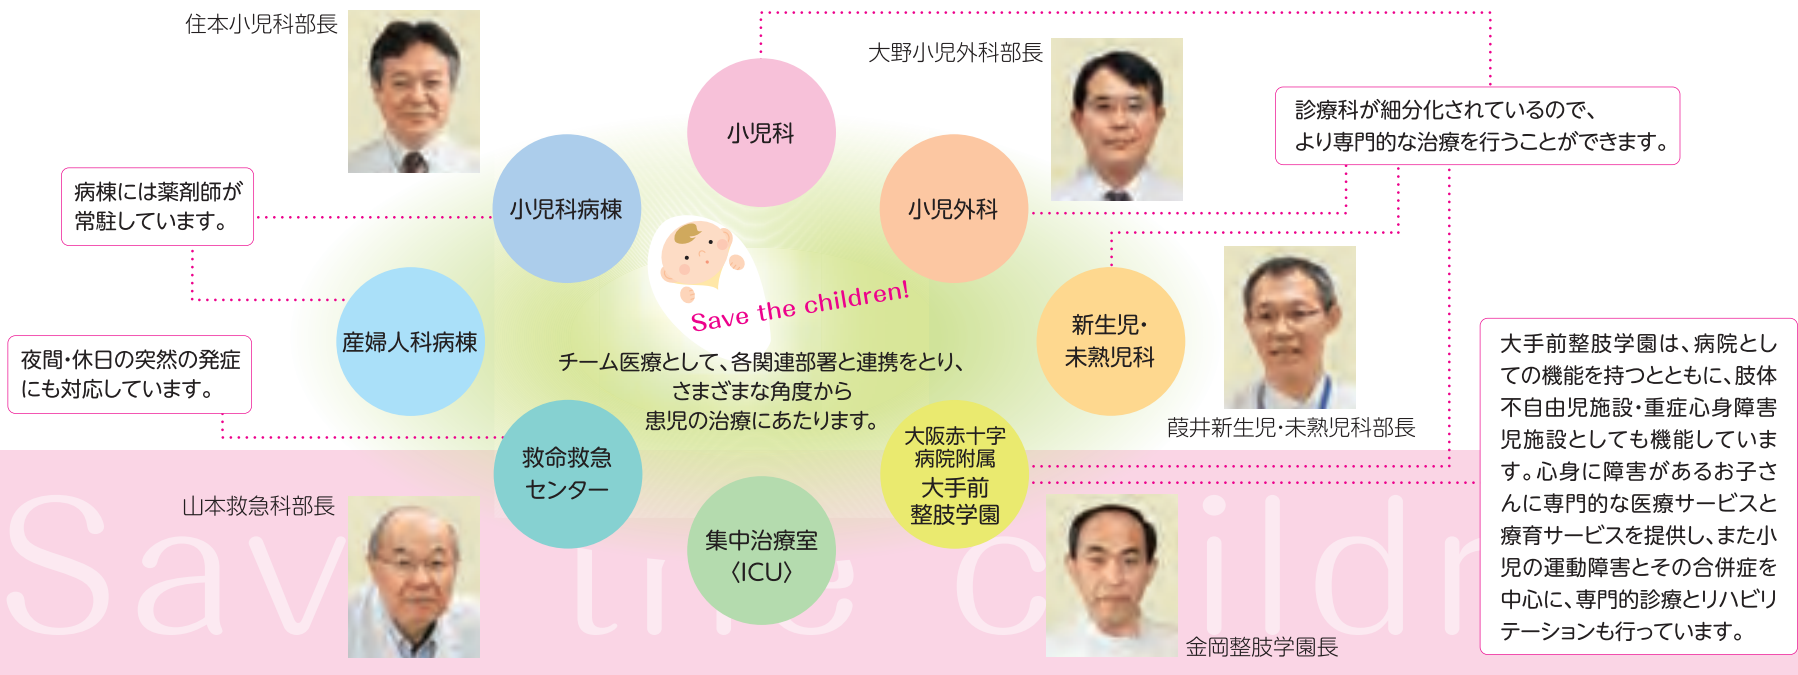 住本小児科部長
大野小児外科部長
小児科
診療科が細分化されているので、
より専門的な治療を行うことができます。
病棟には薬剤師が
常駐しています。
小児科病棟
小児外科
Save the children!
産婦人科病棟
新生児・
未熟児科
夜間・休日の突然の発症
にも対応しています。
チーム医療として、各関連部署と連携をとり、
さまざまな角度から
患児の治療にあたります。
葭井新生児・未熟児科部長
大手前整肢学園は、病院とし
ての機能を持つとともに、肢体
不自由児施設・重症心身障害
児施設としても機能していま
す。心身に障害があるお子さ
んに専門的な医療サービスと
療育サービスを提供し、また小
児の運動障害とその合併症を
中心に、専門的診療とリハビリ
テーションも行っています。
救命救急
センター
大阪赤十字
病院附属
大手前
整肢学園
山本救急科部長
集中治療室
〈ICU〉
金岡整肢学園長
Save the childr